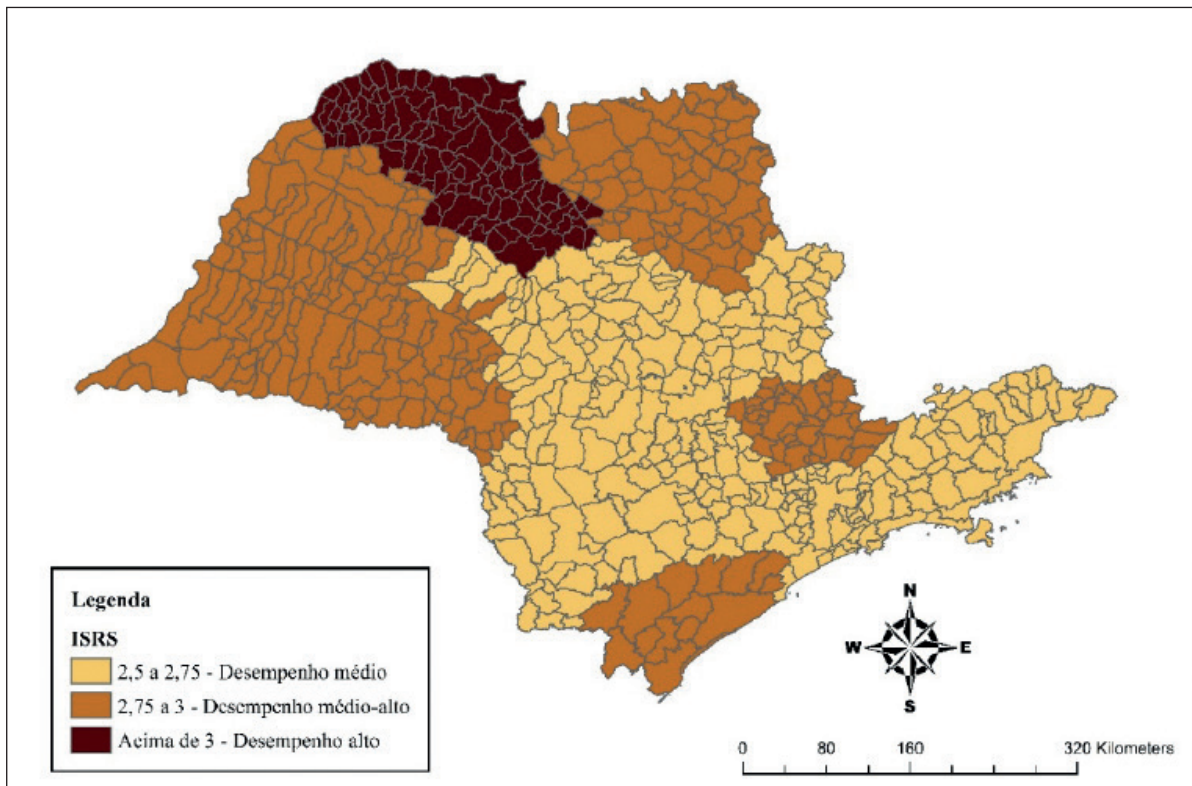 Legenda
ISRS
2,5 a 2,75 - Desempenho médio
2,75 a 3 - Desempenho médio-alto
Acima de 3 - Desempenho alto
N
W E
S
0 80 160 320 Kilometers